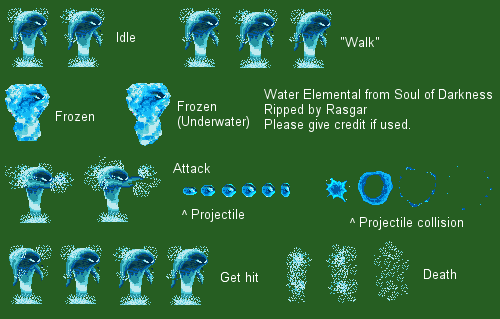 Idle
"Walk"
Frozen
Frozen
(Underwater)
Water Elemental from Soul of Darkness
Ripped by Rasgar
Please give credit if used.
Attack
^ Projectile
^ Projectile collision
Get hit
Death